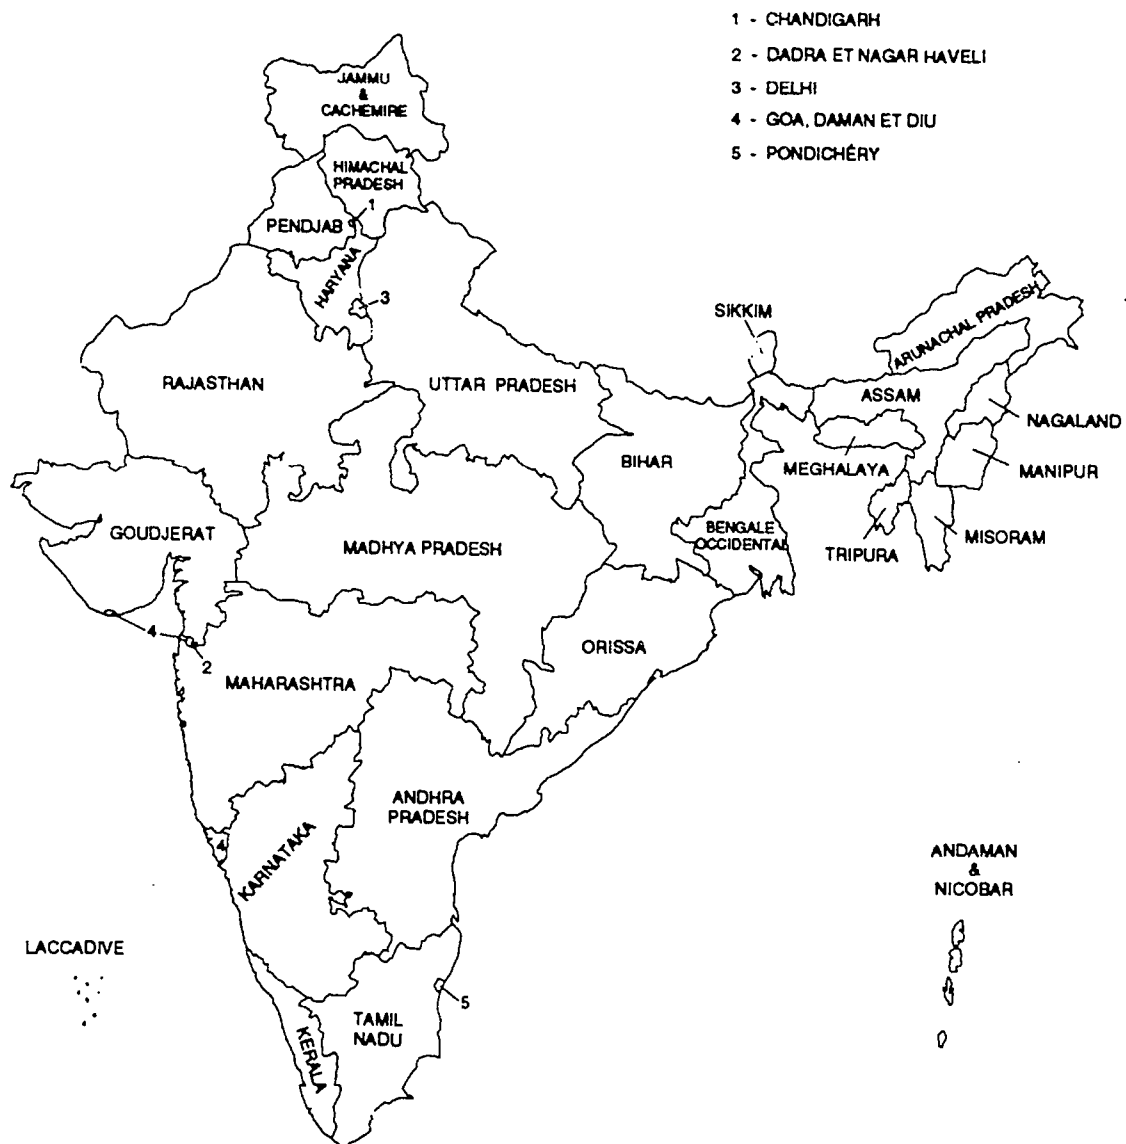 1 - CHANDIGARH
2 - DADRA ET NAGAR HAVELI
3 - DELHI
4 - GOA, DAMAN ET DIU
5 - PONDICHÉRY
JAMMU
&
CACHEMIRE
HIMACHAL
PRADESH
PENDJAB
1
HARYANA
3
SIKKIM
ARUNACHAL PRADESH
RAJASTHAN
UTTAR PRADESH
ASSAM
NAGALAND
BIHAR
MEGHALAYA
MANIPUR
GOUDJERAT
MADHYA PRADESH
BENGALE
OCCIDENTAL
TRIPURA
MISORAM
4
2
ORISSA
MAHARASHTRA
ANDHRA
PRADESH
4
KARNATAKA
ANDAMAN
&
NICOBAR
LACCADIVE
5
TAMIL
NADU
KERALA